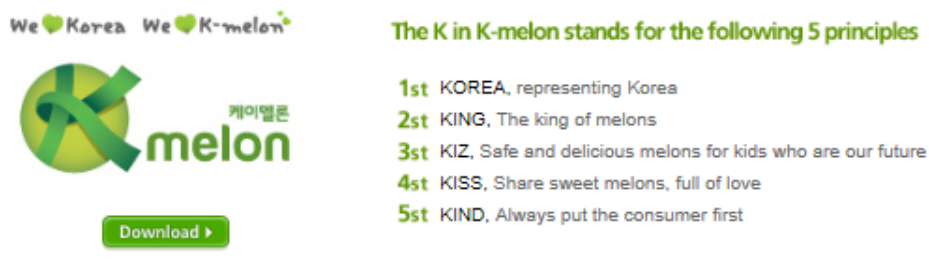 We Korea We K-melon
The K in K-melon stands for the following 5 principles
K
케이멜론
melon
Download
1st KOREA, representing Korea
2st KING, The king of melons
3st KIZ, Safe and delicious melons for kids who are our future
4st KISS, Share sweet melons, full of love
5st KIND, Always put the consumer first